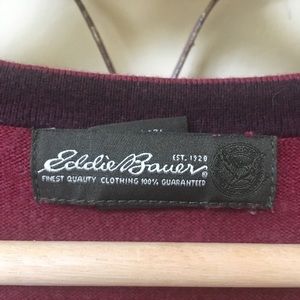 EST. 1920
Eddie Bauer®
FINEST QUALITY CLOTHING 100% GUARANTEED